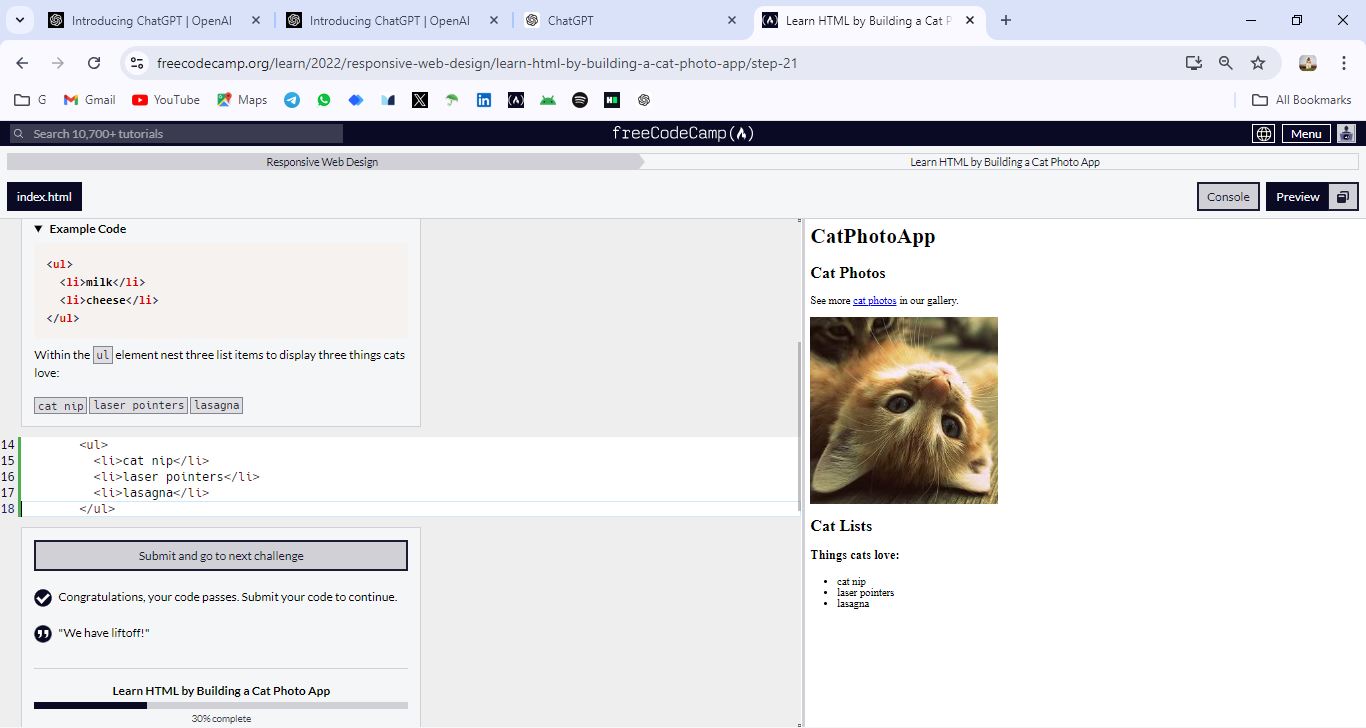 Introducing ChatGPT | OpenAI
Introducing ChatGPT | OpenAI
ChatGPT
Learn HTML by Building a Cat P
freecodecamp.org/learn/2022/responsive-web-design/learn-html-by-building-a-cat-photo-app/step-21
G
Gmail
YouTube
Maps
All Bookmarks
Search 10,700+ tutorials
freeCodeCamp
Menu
Responsive Web Design
Learn HTML by Building a Cat Photo App
index.html
Console
Preview
Example Code
<ul>
<li>milk</li>
<li>cheese</li>
</ul>
Within the ul element nest three list items to display three things cats
love:
cat nip laser pointers lasagna
14 <ul>
15 <li>cat nip</li>
16 <li>laser pointers</li>
17 <li>lasagna</li>
18 </ul>
Submit and go to next challenge
Congratulations, your code passes. Submit your code to continue.
"We have liftoff!"
Learn HTML by Building a Cat Photo App
30% complete
CatPhotoApp
Cat Photos
See more cat photos in our gallery.
Cat Lists
Things cats love:
• cat nip
• laser pointers
• lasagna